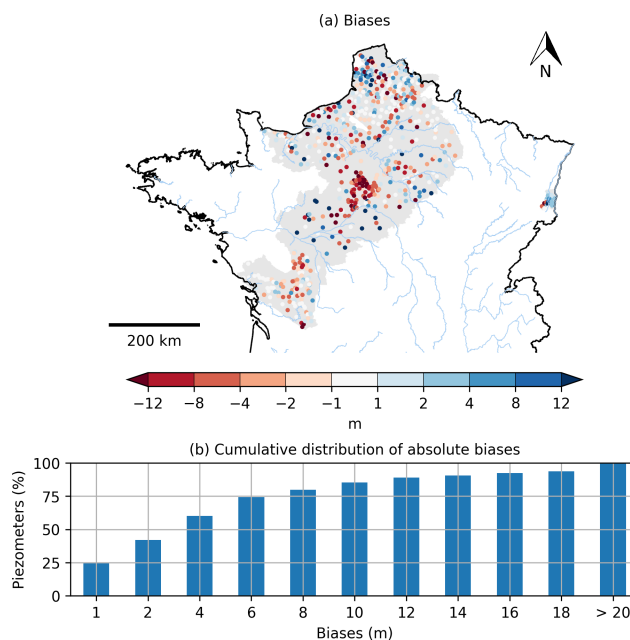 (a) Biases
N
200 km
−12 −8 −4 −2 −1 1 2 4 8 12
m
(b) Cumulative distribution of absolute biases
Piezometers (%)
100
75
50
25
0
1 2 4 6 8 10 12 14 16 18 > 20
Biases (m)